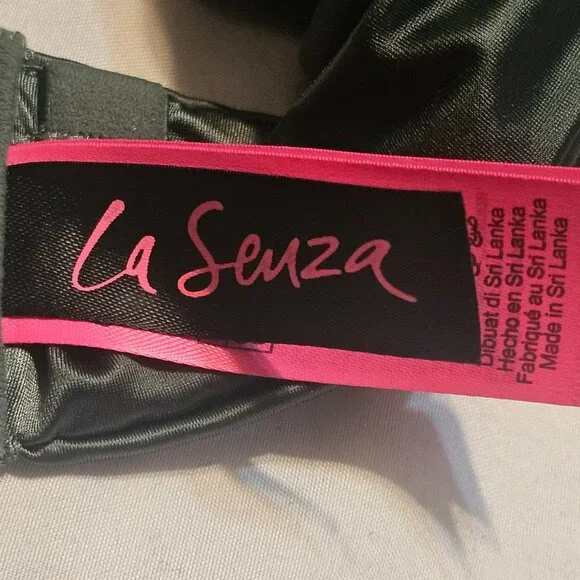 La Senza
Dibuat di Sri Lanka
Hecho en Sri Lanka
Fabriqué au Sri Lanka
Made in Sri Lanka